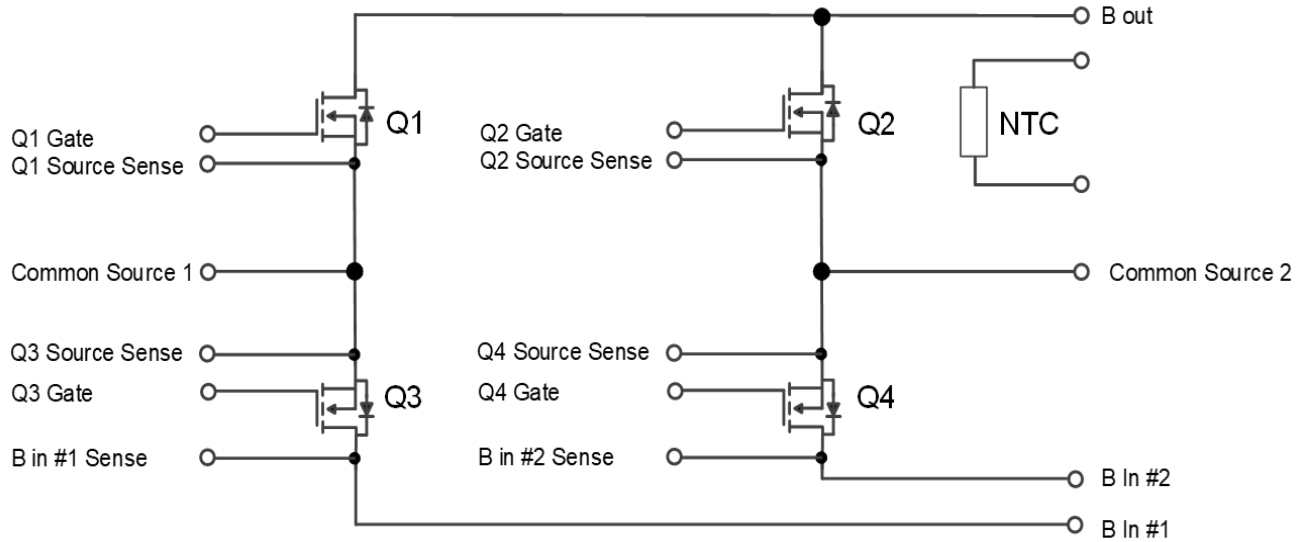 B out
Q1
Q2
NTC
Q1 Gate
Q2 Gate
Q1 Source Sense
Q2 Source Sense
Common Source 1
Common Source 2
Q3 Source Sense
Q4 Source Sense
Q3 Gate
Q3
Q4 Gate
Q4
B in #1 Sense
B in #2 Sense
B In #2
B In #1